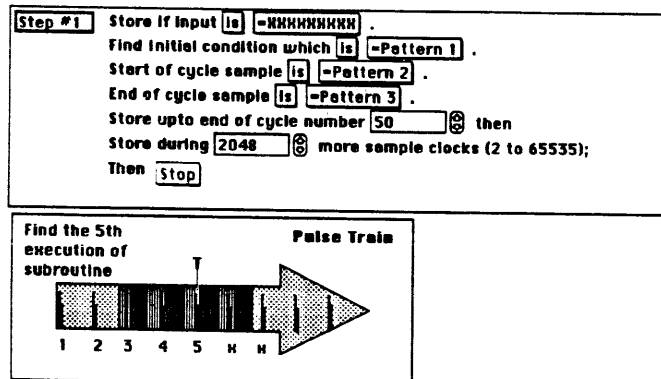 Step #1 Store if input is =XXXXXXXXX .
Find Initial condition which is =Pattern 1 .
Start of cycle sample is =Pattern 2 .
End of cycle sample is =Pattern 3 .
Store upto end of cycle number 50 then
Store during 2048 more sample clocks (2 to 65535);
Then Stop
Find the 5th
execution of
subroutine
Pulse Train
T
1 2 3 4 5 x x